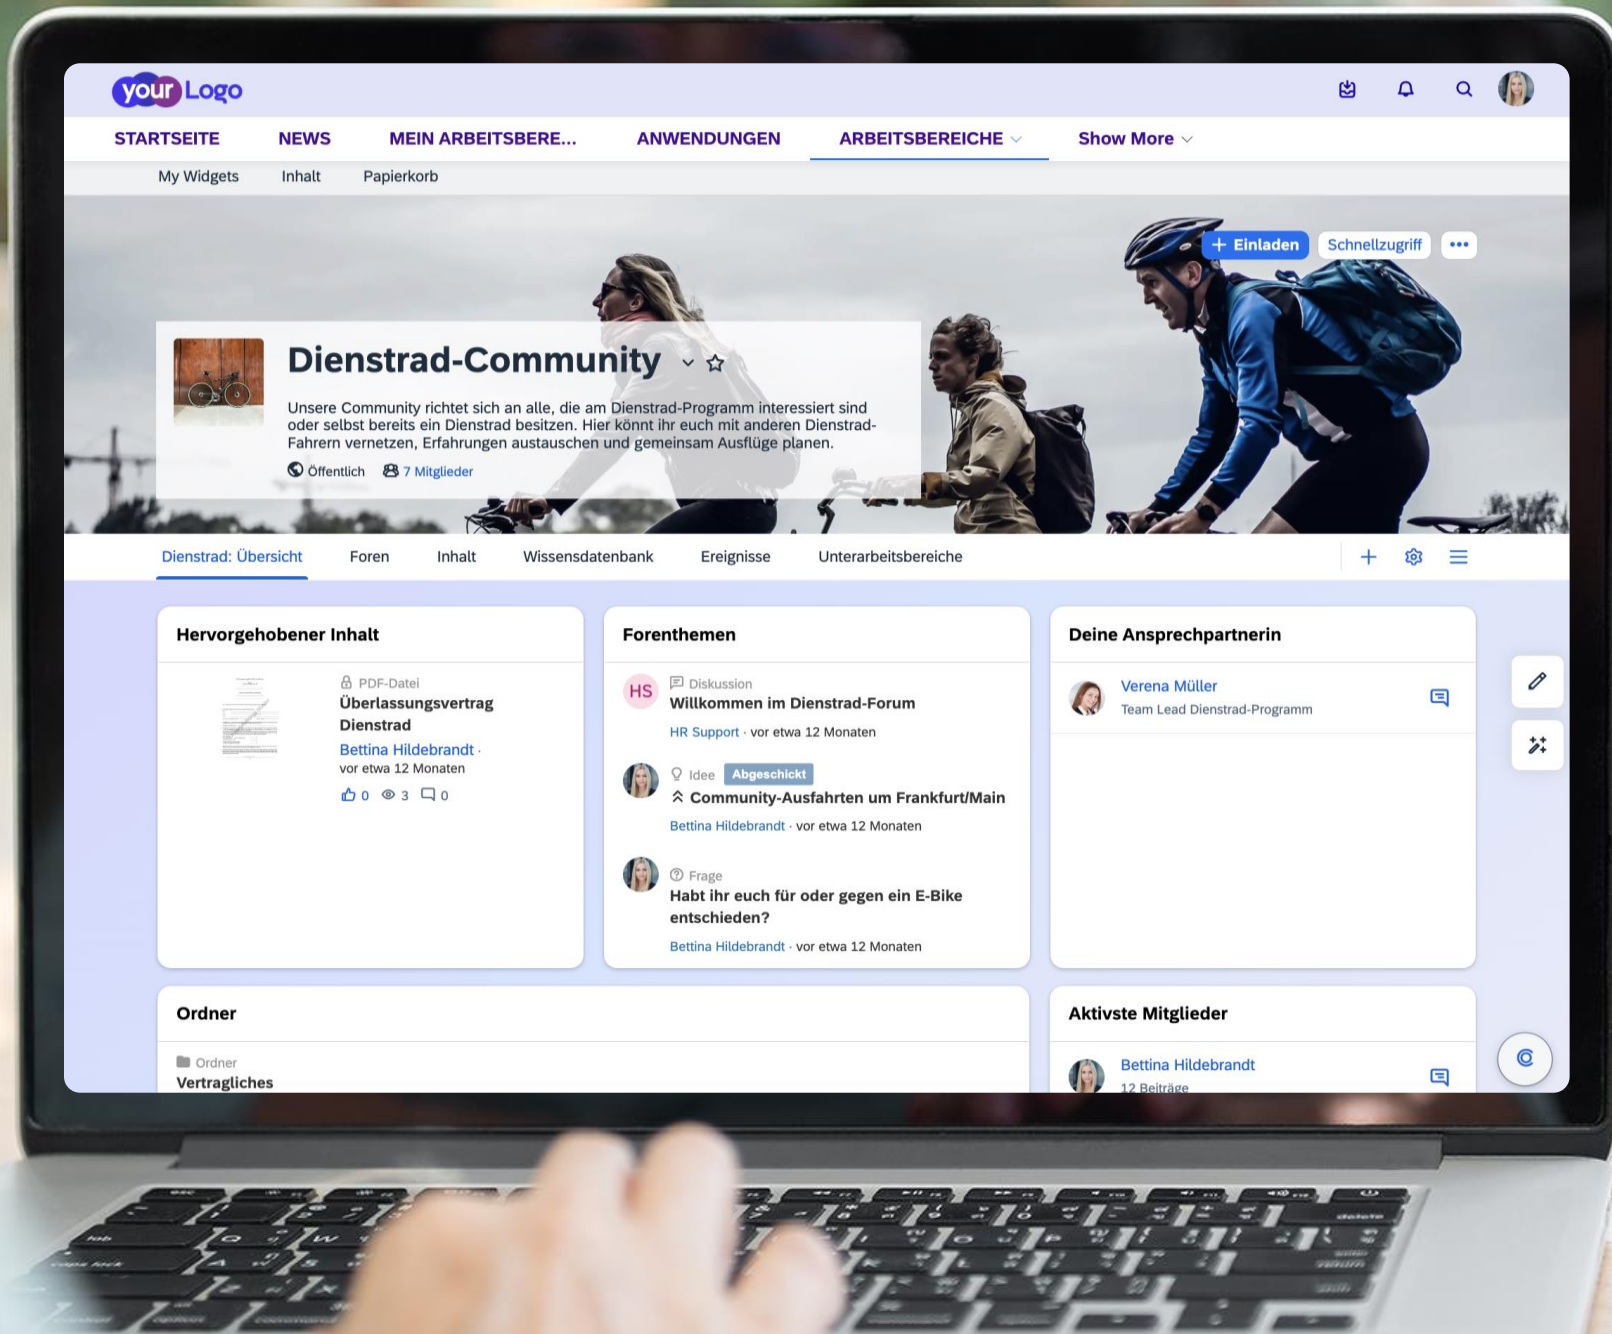 your Logo
STARTSEITE NEWS MEIN ARBEITSBERE... ANWENDUNGEN ARBEITSBEREICHE Show More
My Widgets Inhalt Papierkorb
+ Einladen Schnellzugriff
Dienstrad-Community
Unsere Community richtet sich an alle, die am Dienstrad-Programm interessiert sind
oder selbst bereits ein Dienstrad besitzen. Hier könnt ihr euch mit anderen Dienstrad-
Fahrern vernetzen, Erfahrungen austauschen und gemeinsam Ausflüge planen.
Öffentlich 7 Mitglieder
Dienstrad: Übersicht Foren Inhalt Wissensdatenbank Ereignisse Unterarbeitsbereiche
Hervorgehobener Inhalt
PDF-Datei
Überlassungsvertrag
Dienstrad
Bettina Hildebrandt ·
vor etwa 12 Monaten
0 3 0
Forenthemen
HS
Diskussion
Willkommen im Dienstrad-Forum
HR Support · vor etwa 12 Monaten
Idee Abgeschickt
Community-Ausfahrten um Frankfurt/Main
Bettina Hildebrandt · vor etwa 12 Monaten
Frage
Habt ihr euch für oder gegen ein E-Bike
entschieden?
Bettina Hildebrandt · vor etwa 12 Monaten
Deine Ansprechpartnerin
Verena Müller
Team Lead Dienstrad-Programm
Ordner
Ordner
Vertragliches
Aktivste Mitglieder
Bettina Hildebrandt
12 Beiträge